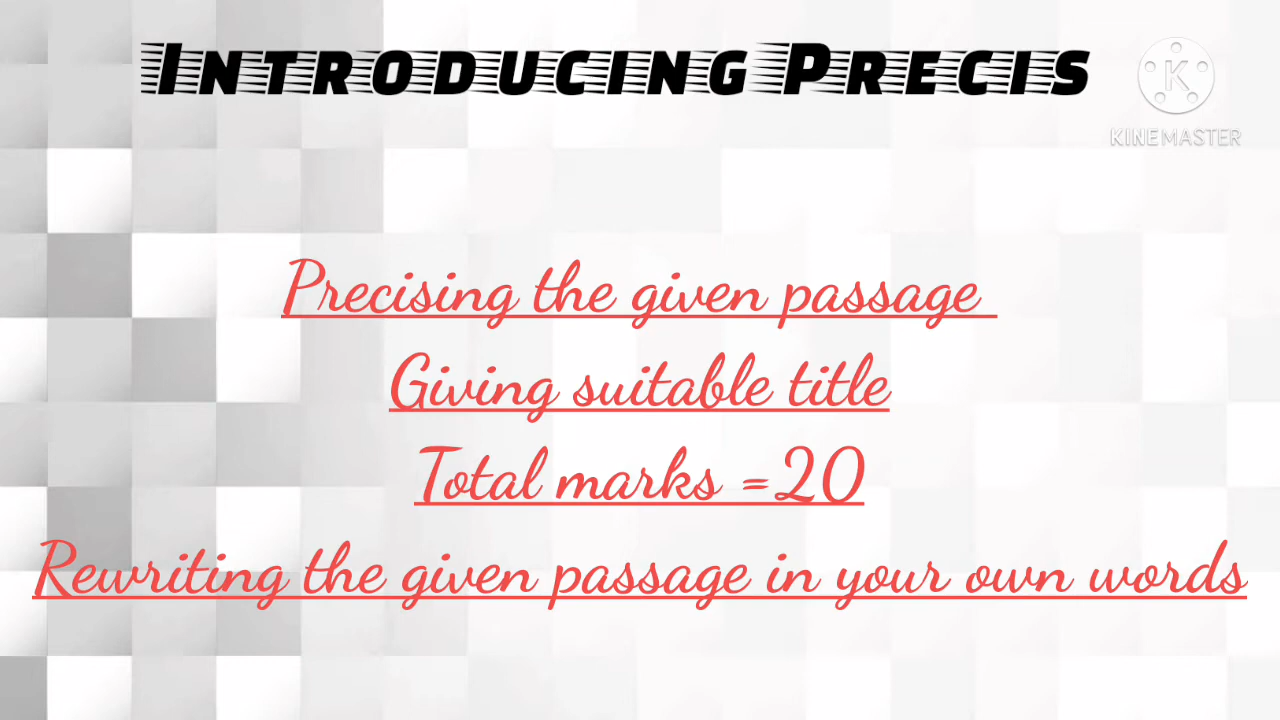 INTRODUCING PRECIS
K
KINEMASTER
Precising the given passage
Giving suitable title
Total marks =20
Rewriting the given passage in your own words